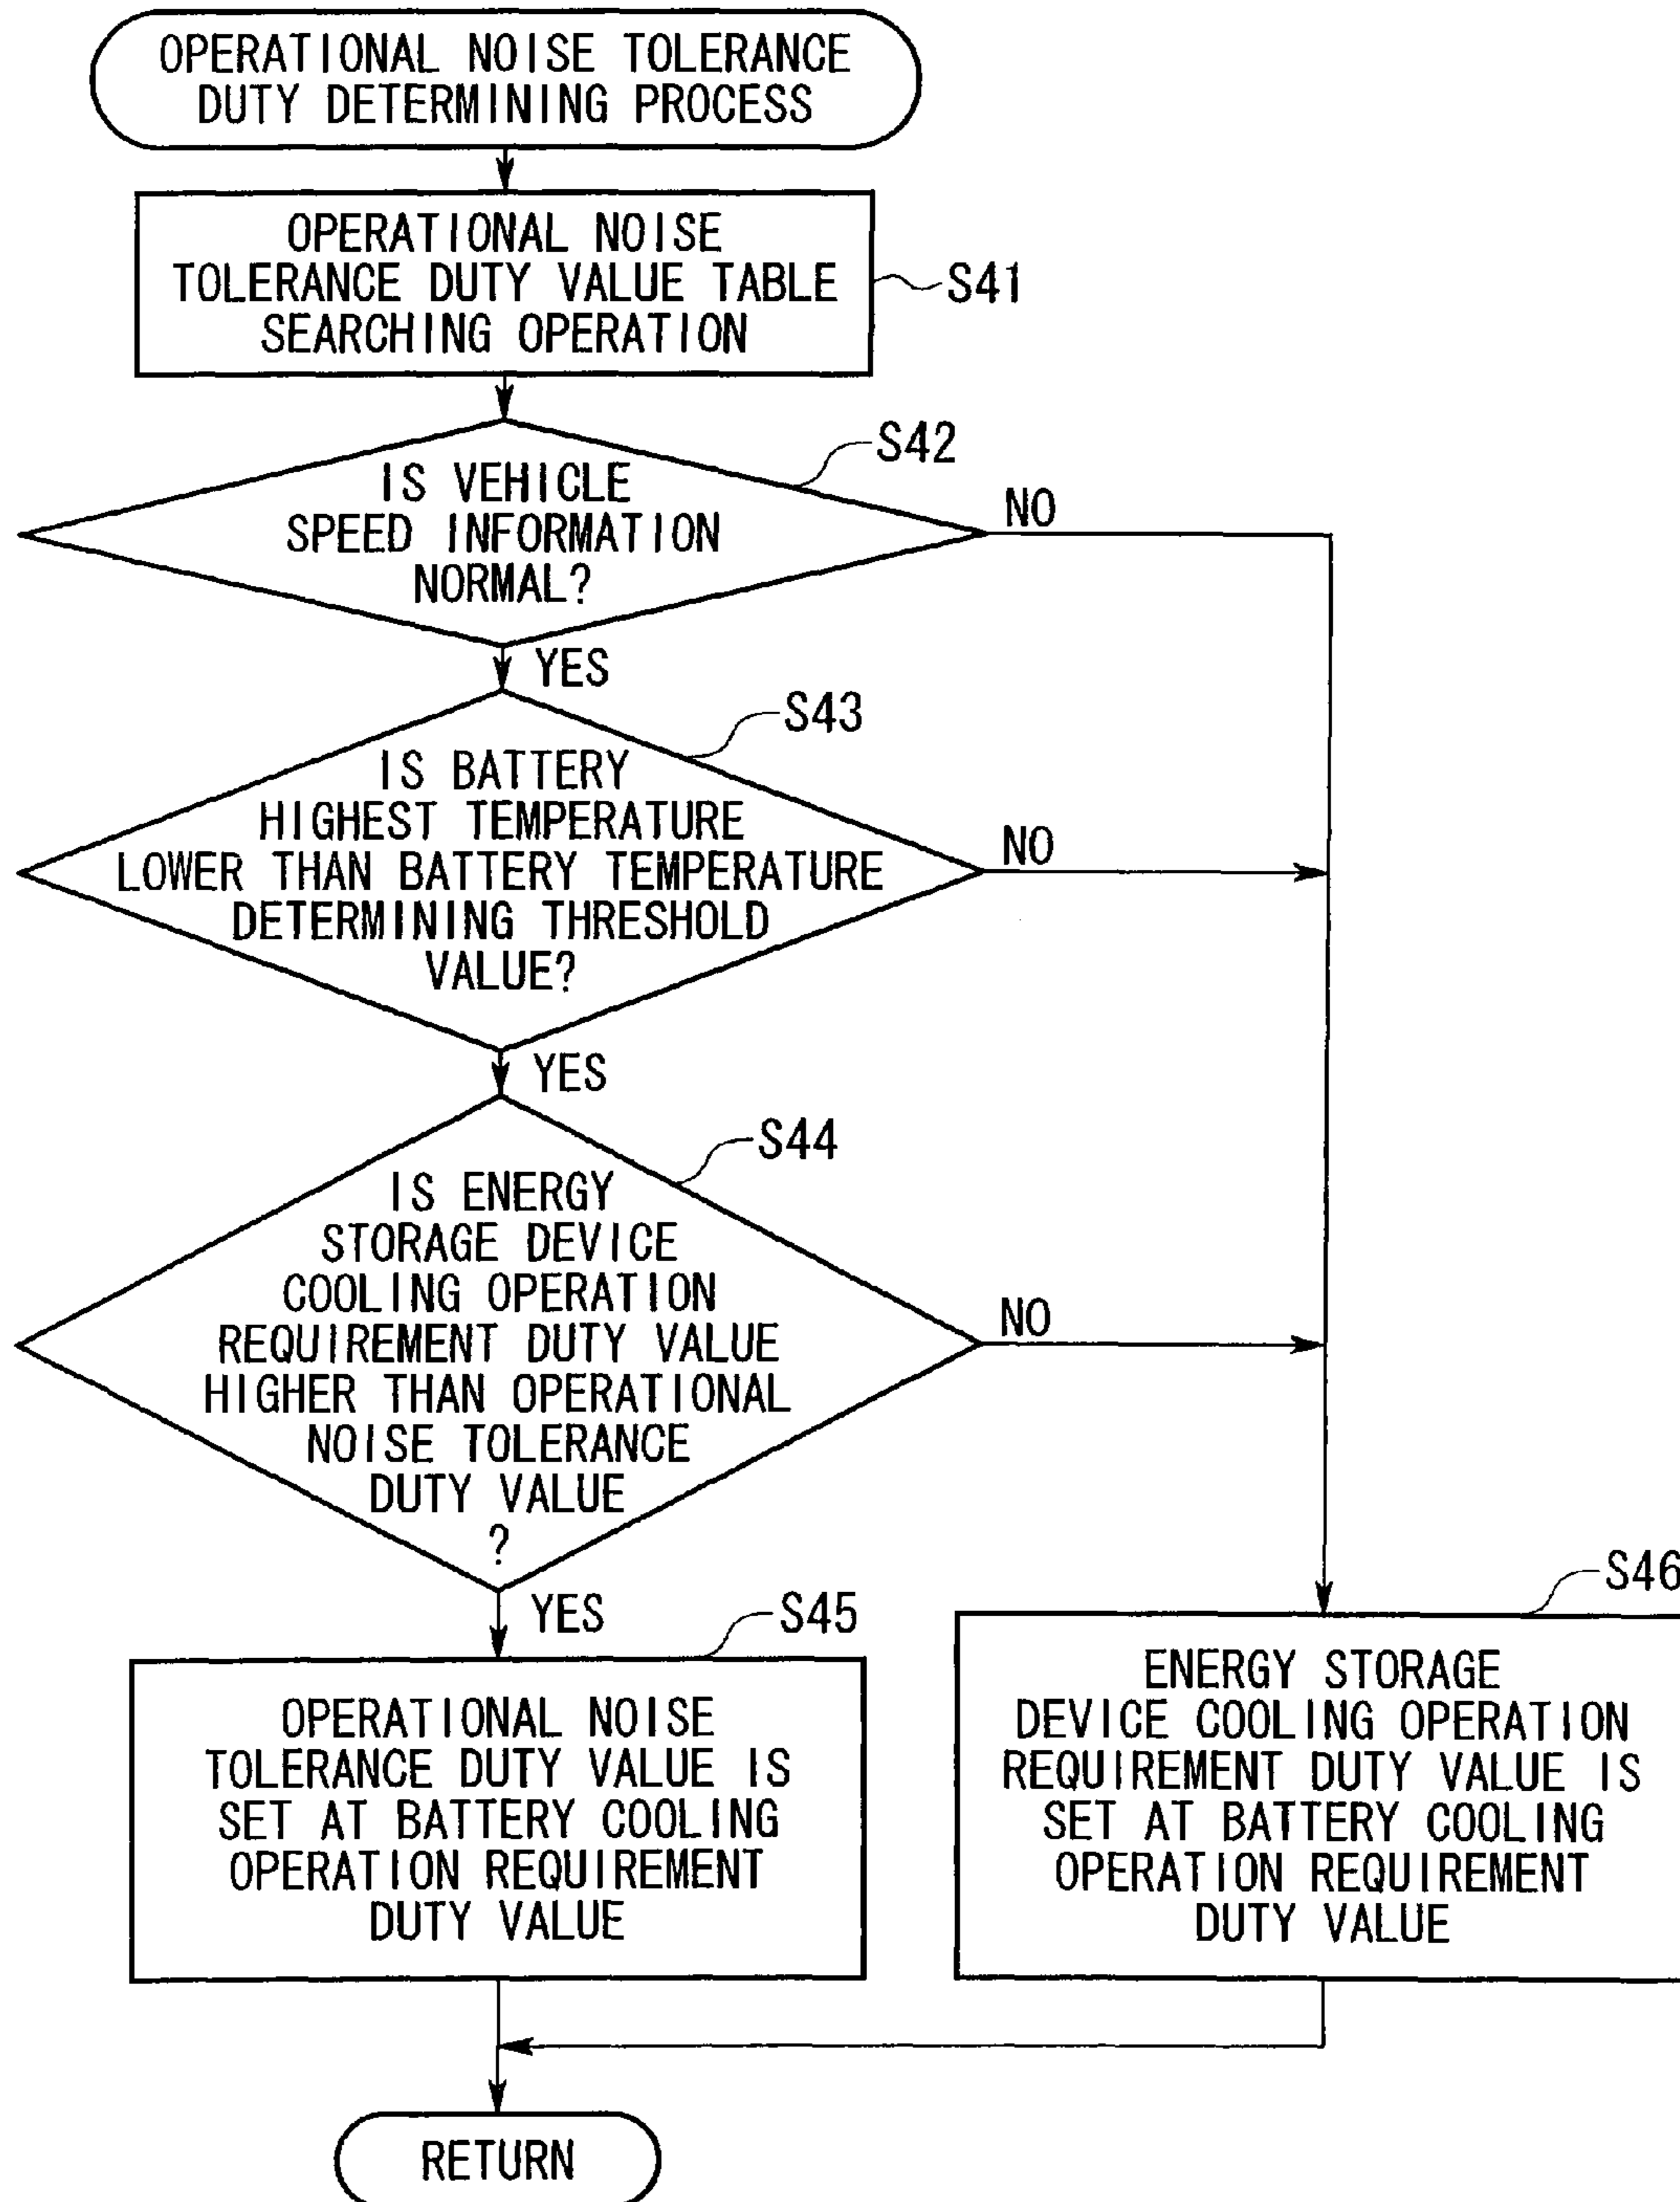 OPERATIONAL NOISE TOLERANCE
DUTY DETERMINING PROCESS
OPERATIONAL NOISE
TOLERANCE DUTY VALUE TABLE
SEARCHING OPERATION
S41
IS VEHICLE
SPEED INFORMATION
NORMAL?
S42
NO
YES
IS BATTERY
HIGHEST TEMPERATURE
LOWER THAN BATTERY TEMPERATURE
DETERMINING THRESHOLD
VALUE?
S43
NO
YES
IS ENERGY
STORAGE DEVICE
COOLING OPERATION
REQUIREMENT DUTY VALUE
HIGHER THAN OPERATIONAL
NOISE TOLERANCE
DUTY VALUE
?
S44
NO
YES
OPERATIONAL NOISE
TOLERANCE DUTY VALUE IS
SET AT BATTERY COOLING
OPERATION REQUIREMENT
DUTY VALUE
S45
ENERGY STORAGE
DEVICE COOLING OPERATION
REQUIREMENT DUTY VALUE IS
SET AT BATTERY COOLING
OPERATION REQUIREMENT
DUTY VALUE
S46
RETURN